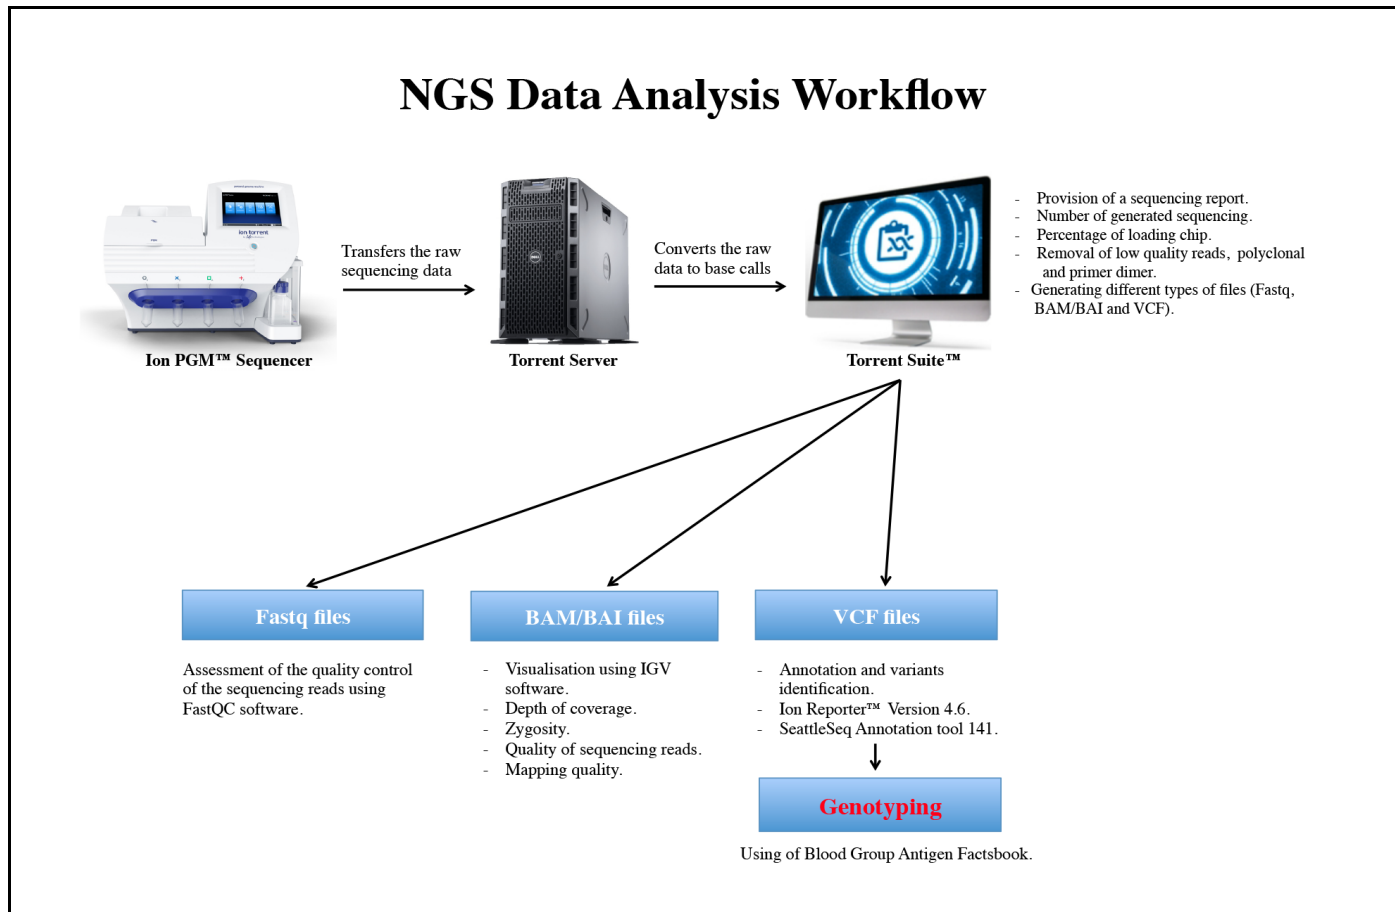 NGS Data Analysis Workflow
ion torrent
Transfers the raw
sequencing data
Converts the raw
data to base calls
- Provision of a sequencing report.
- Number of generated sequencing.
- Percentage of loading chip.
- Removal of low quality reads, polyclonal
and primer dimer.
- Generating different types of files (Fastq,
BAM/BAI and VCF).
Ion PGM™ Sequencer
Torrent Server
Torrent Suite™
Fastq files
BAM/BAI files
VCF files
Assessment of the quality control
of the sequencing reads using
FastQC software.
- Visualisation using IGV
software.
- Depth of coverage.
- Zygosity.
- Quality of sequencing reads.
- Mapping quality.
- Annotation and variants
identification.
- Ion Reporter™ Version 4.6.
- SeattleSeq Annotation tool 141.
Genotyping
Using of Blood Group Antigen Factsbook.